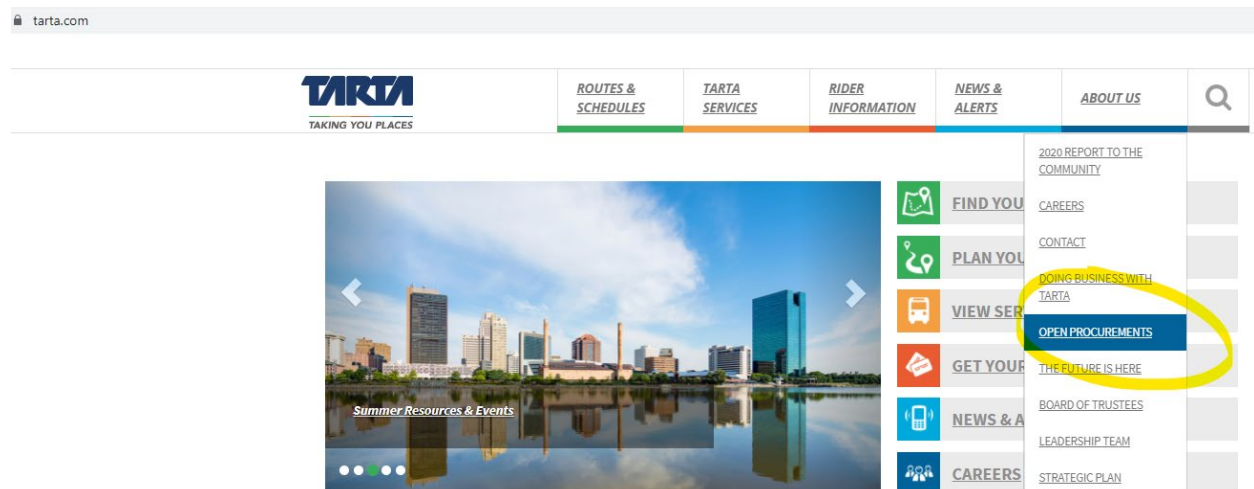 tarta.com
TARTA
TAKING YOU PLACES
ROUTES &
SCHEDULES
TARTA
SERVICES
RIDER
INFORMATION
NEWS &
ALERTS
ABOUT US
2020 REPORT TO THE
COMMUNITY
CAREERS
CONTACT
DOING BUSINESS WITH
TARTA
OPEN PROCUREMENTS
THE FUTURE IS HERE
BOARD OF TRUSTEES
LEADERSHIP TEAM
STRATEGIC PLAN
Summer Resources & Events
FIND YOU
PLAN YOU
VIEW SER
GET YOUR
NEWS & A
CAREERS